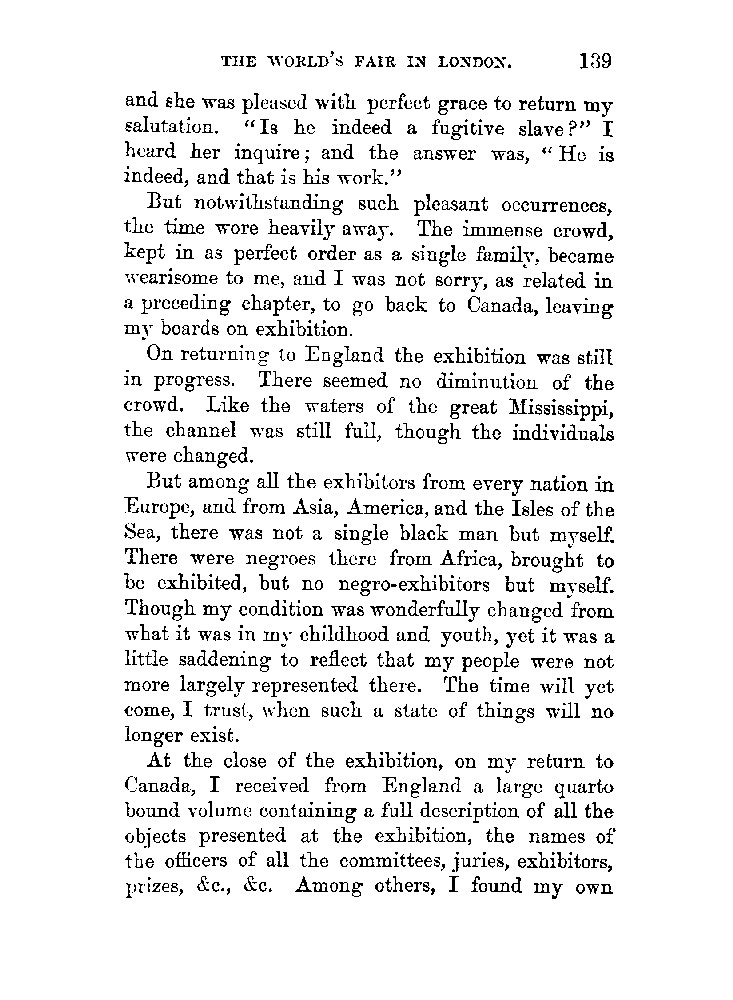 THE WORLD'S FAIR IN LONDON. 139
and she was pleased with perfect grace to return my
salutation. "Is he indeed a fugitive slave?" I
heard her inquire; and the answer was, "He is
indeed, and that is his work."
But notwithstanding such pleasant occurrences,
the time wore heavily away. The immense crowd,
kept in as perfect order as a single family, became
wearisome to me, and I was not sorry, as related in
a preceding chapter, to go back to Canada, leaving
my boards on exhibition.
On returning to England the exhibition was still
in progress. There seemed no diminution of the
crowd. Like the waters of the great Mississippi,
the channel was still full, though the individuals
were changed.
But among all the exhibitors from every nation in
Europe, and from Asia, America, and the Isles of the
Sea, there was not a single black man but myself.
There were negroes there from Africa, brought to
be exhibited, but no negro-exhibitors but myself.
Though my condition was wonderfully changed from
what it was in my childhood and youth, yet it was a
little saddening to reflect that my people were not
more largely represented there. The time will yet
come, I trust, when such a state of things will no
longer exist.
At the close of the exhibition, on my return to
Canada, I received from England a large quarto
bound volume containing a full description of all the
objects presented at the exhibition, the names of
the officers of all the committees, juries, exhibitors,
prizes, &c., &c. Among others, I found my own